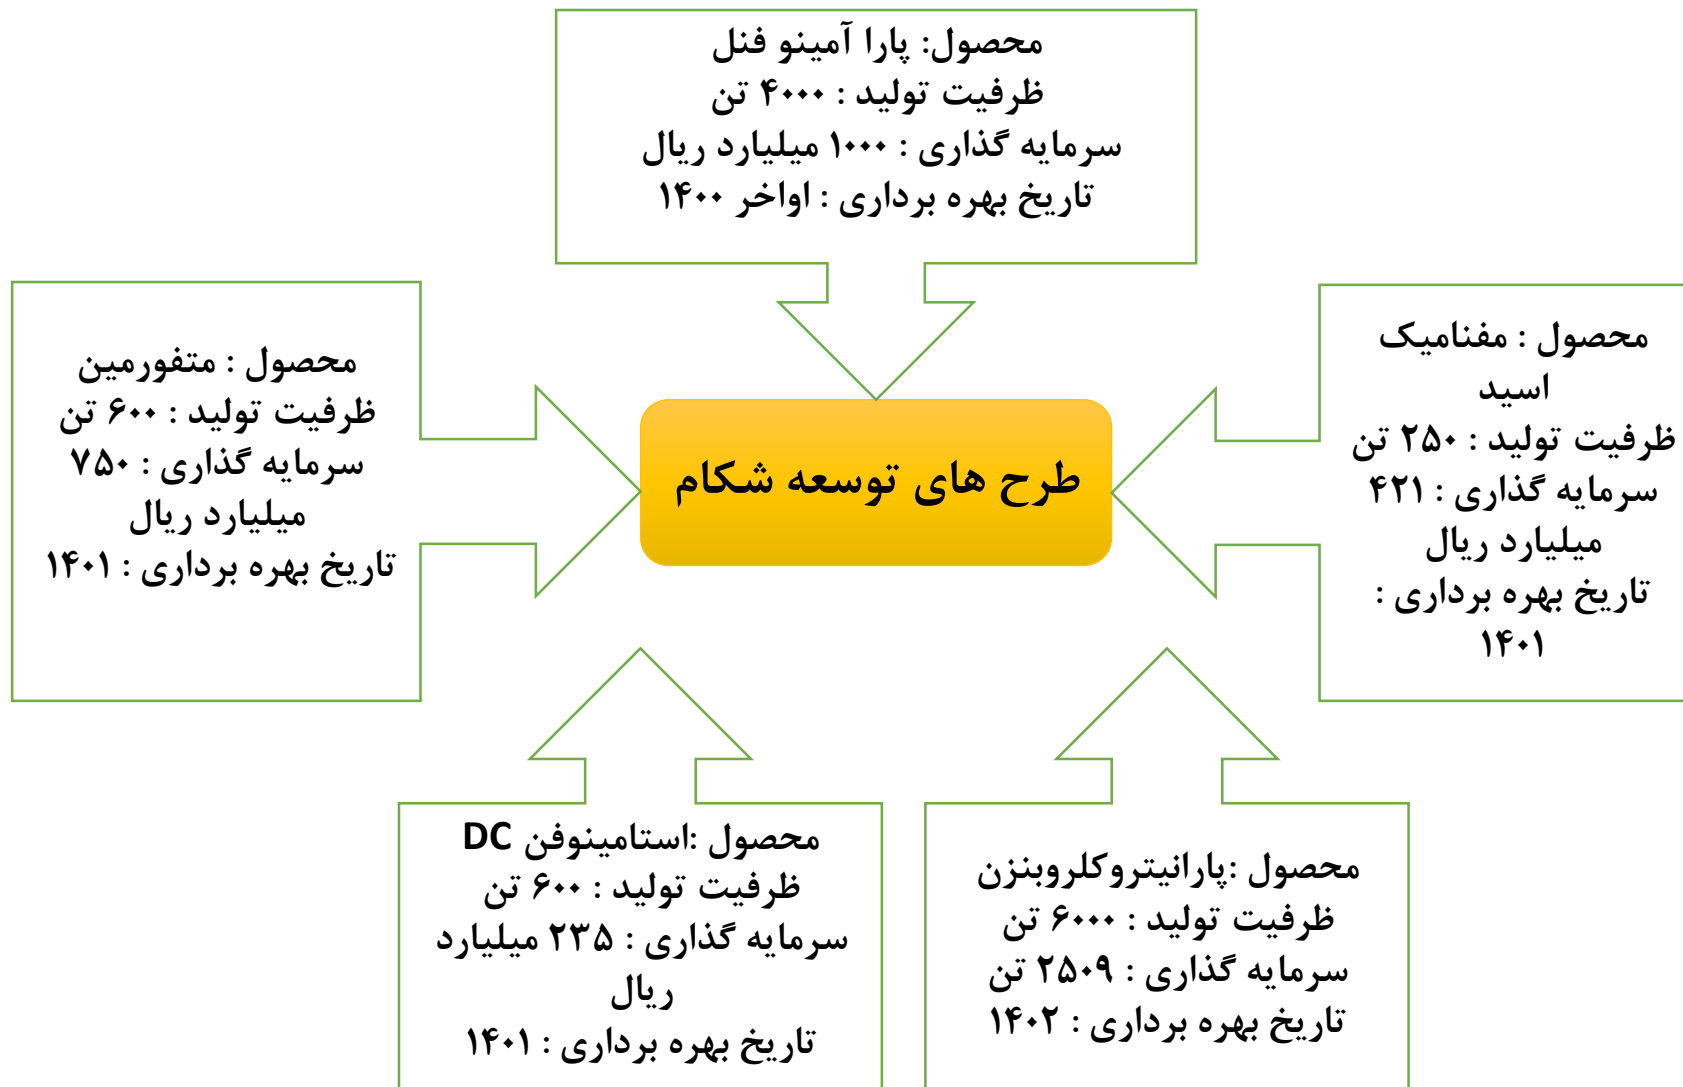 محصول: پارا آمینو فنل
ظرفیت تولید : ۴۰۰۰ تن
سرمایه گذاری : ۱۰۰۰ میلیارد ریال
تاریخ بهره برداری : اواخر ۱۴۰۰
محصول : مفنامیک
اسید
ظرفیت تولید : ۲۵۰ تن
سرمایه گذاری : ۴۲۱
میلیارد ریال
تاریخ بهره برداری :
۱۴۰۱
طرح های توسعه شکام
محصول : متفورمین
ظرفیت تولید : ۶۰۰ تن
سرمایه گذاری : ۷۵۰
میلیارد ریال
تاریخ بهره برداری : ۱۴۰۱
محصول :پارانیتروکلروبنزن
ظرفیت تولید : ۶۰۰۰ تن
سرمایه گذاری : ۲۵۰۹ تن
تاریخ بهره برداری : ۱۴۰۲
محصول :استامینوفن DC
ظرفیت تولید : ۶۰۰ تن
سرمایه گذاری : ۲۳۵ میلیارد
ریال
تاریخ بهره برداری : ۱۴۰۱